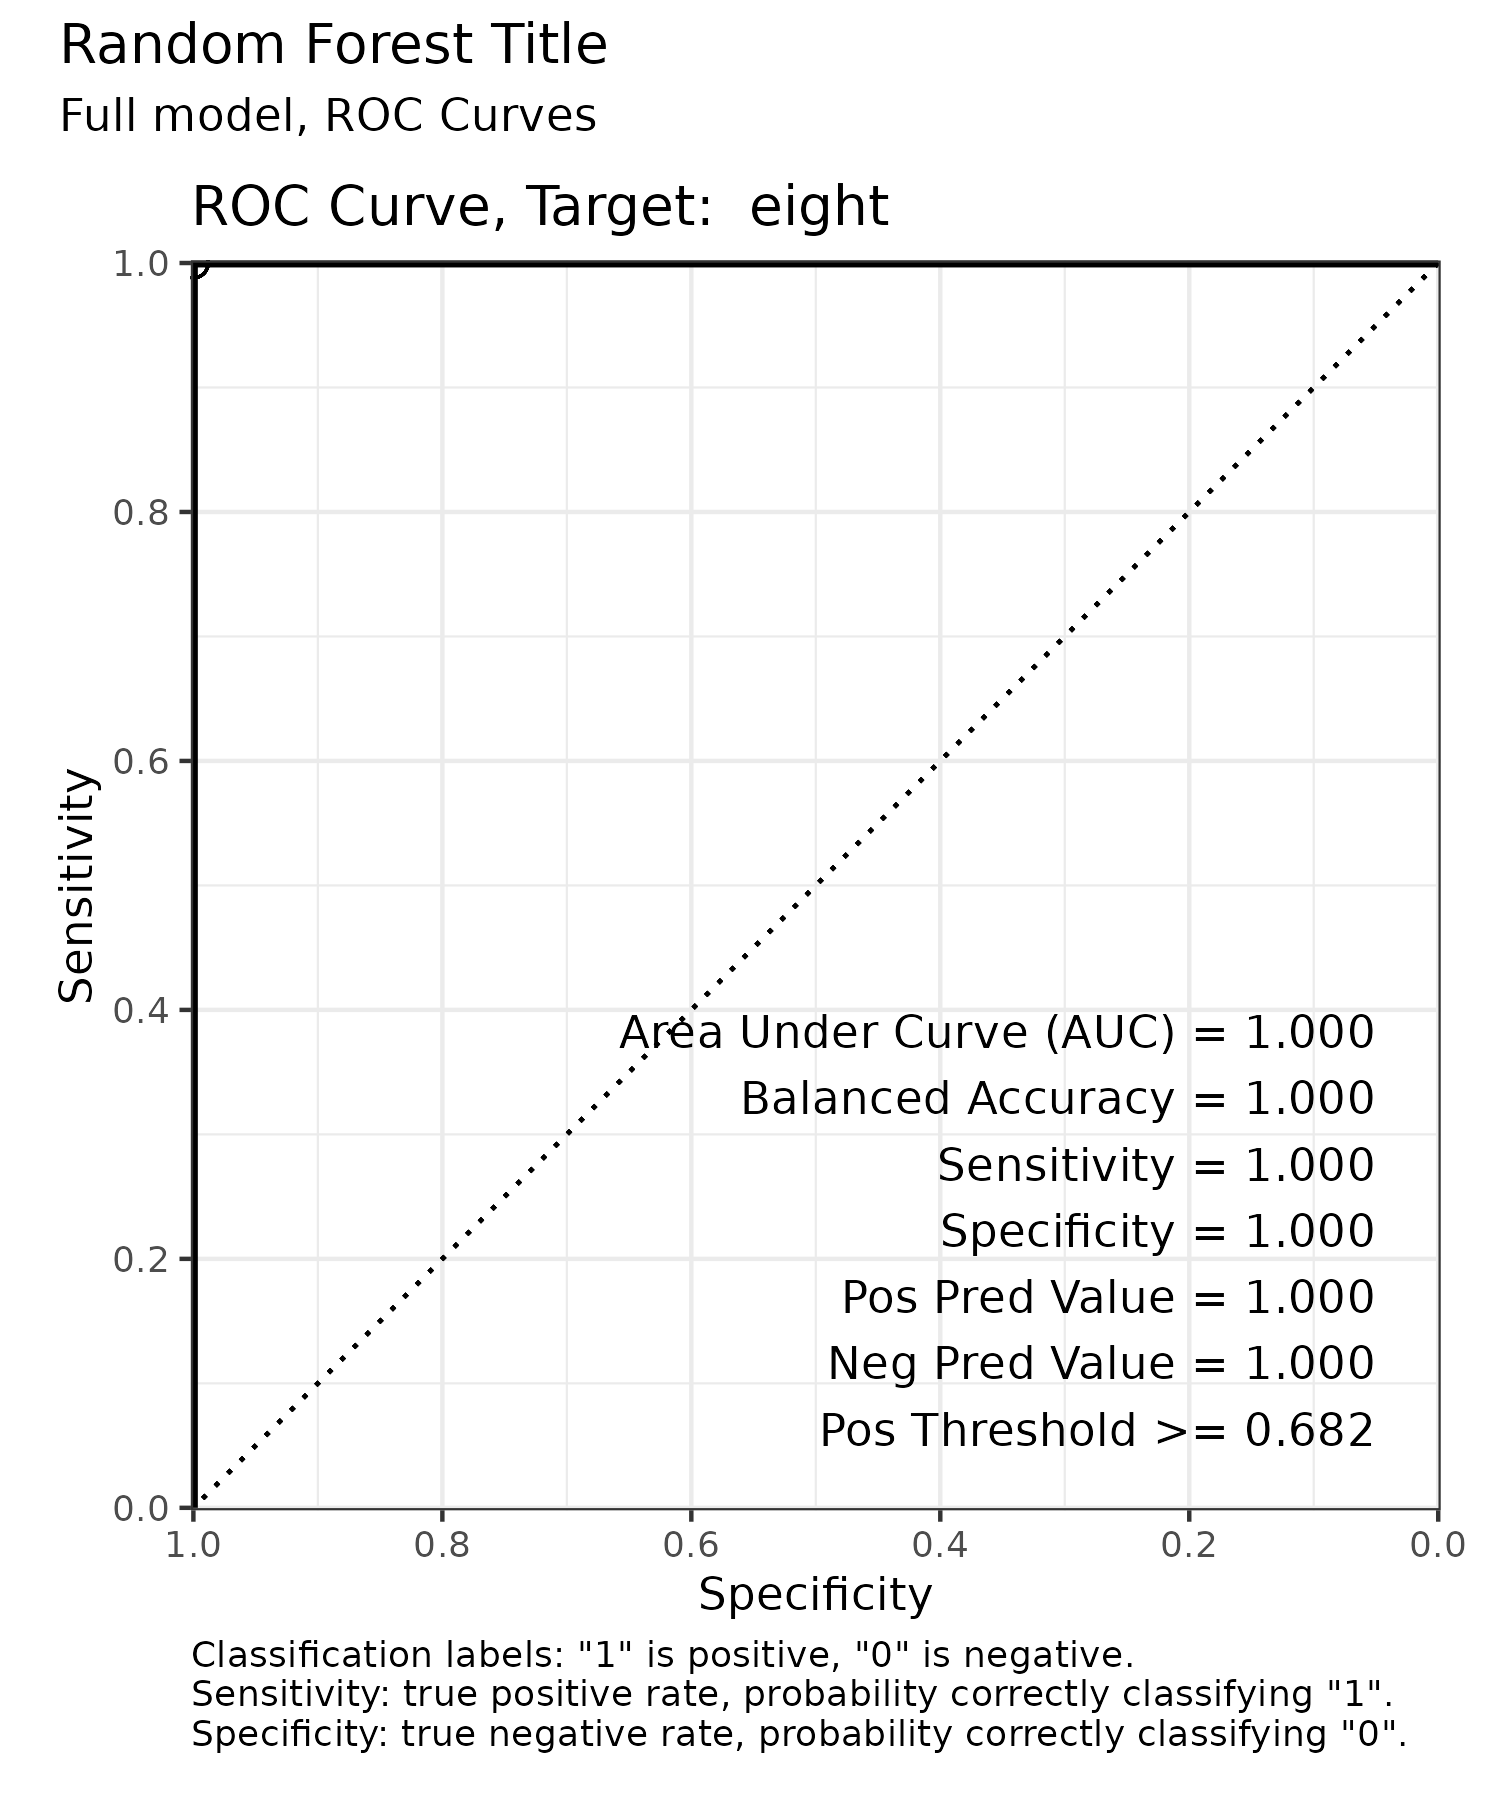 Random Forest Title
Full model, ROC Curves
ROC Curve, Target:  eight
1.0
0.8
0.6
0.4
0.2
0.0
Sensitivity
Area Under Curve (AUC) = 1.000
Balanced Accuracy = 1.000
Sensitivity = 1.000
Specificity = 1.000
Pos Pred Value = 1.000
Neg Pred Value = 1.000
Pos Threshold >= 0.682
1.0 0.8 0.6 0.4 0.2 0.0
Specificity
Classification labels: "1" is positive, "0" is negative.
Sensitivity: true positive rate, probability correctly classifying "1".
Specificity: true negative rate, probability correctly classifying "0".